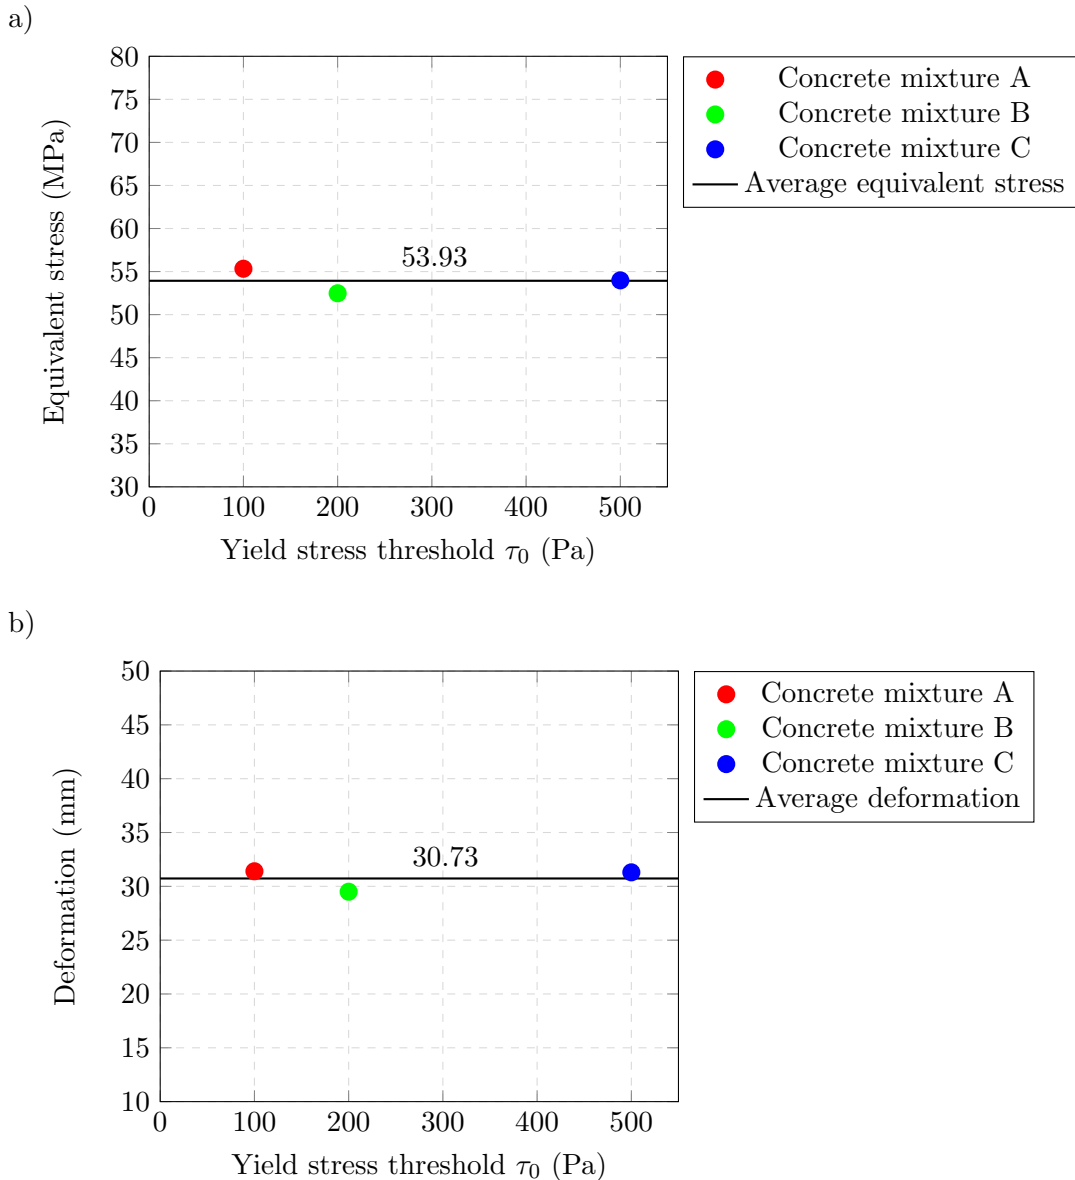 a)
80
75
70
65
60
55
50
45
40
35
30
Equivalent stress (MPa)
53.93
0 100 200 300 400 500
Yield stress threshold τ0 (Pa)
Concrete mixture A
Concrete mixture B
Concrete mixture C
Average equivalent stress
b)
50
45
40
35
30
25
20
15
10
Deformation (mm)
30.73
0 100 200 300 400 500
Yield stress threshold τ0 (Pa)
Concrete mixture A
Concrete mixture B
Concrete mixture C
Average deformation